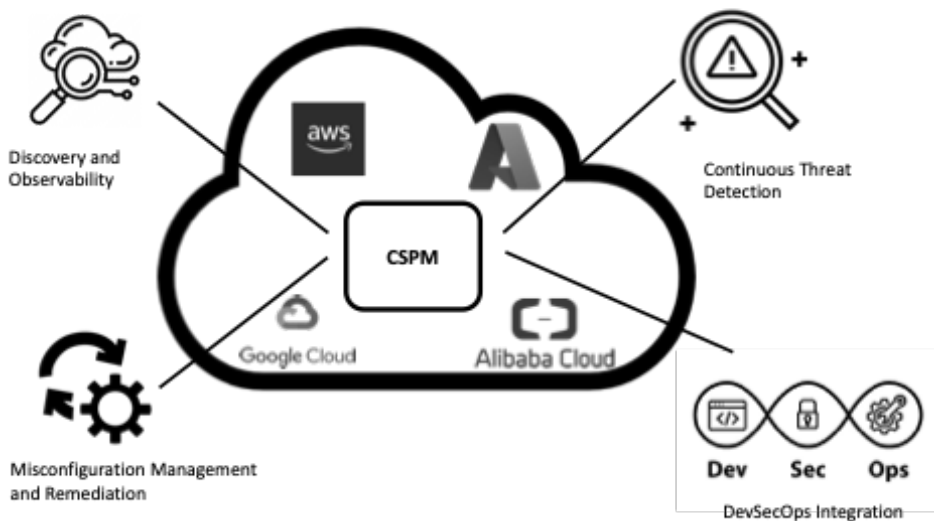 aws
Discovery and
Observability
Continuous Threat
Detection
CSPM
Google Cloud
Alibaba Cloud
Misconfiguration Management
and Remediation
</>
Dev Sec Ops
DevSecOps Integration